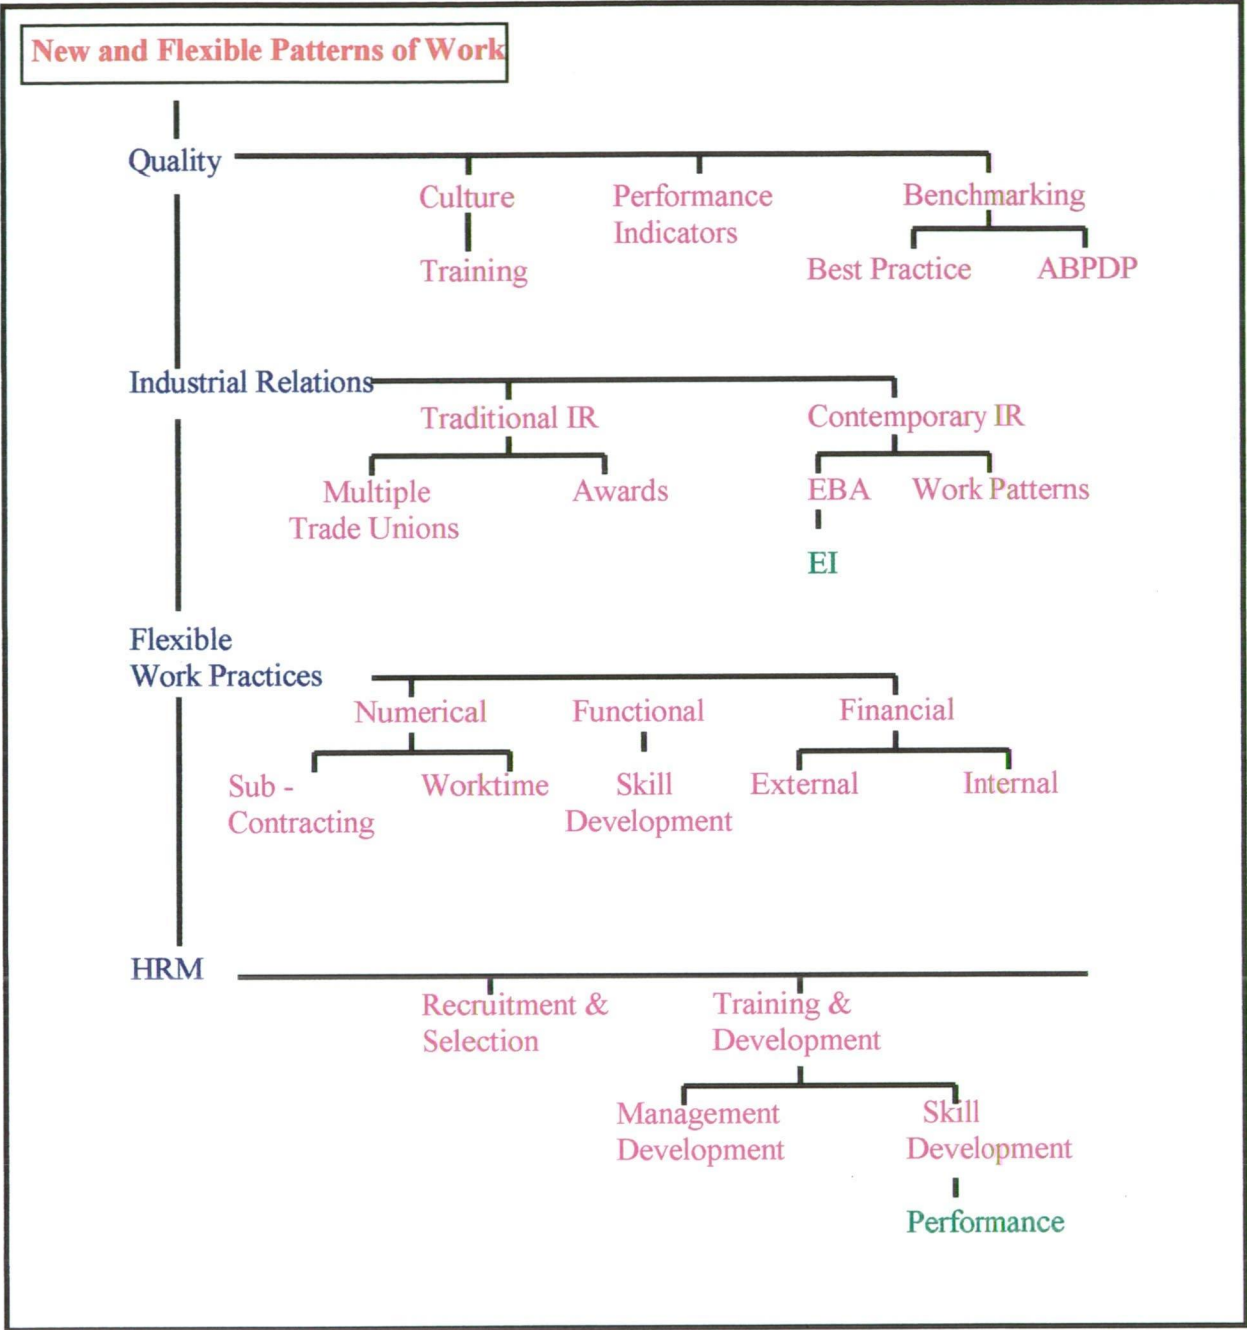 New and Flexible Patterns of Work
Quality
Culture
Performance
Indicators
Benchmarking
Training
Best Practice
ABPDP
Industrial Relations
Traditional IR
Contemporary IR
Multiple
Trade Unions
Awards
EBA
Work Patterns
EI
Flexible
Work Practices
Numerical
Functional
Financial
Sub -
Contracting
Worktime
Skill
Development
External
Internal
HRM
Recruitment &
Selection
Training &
Development
Management
Development
Skill
Development
Performance